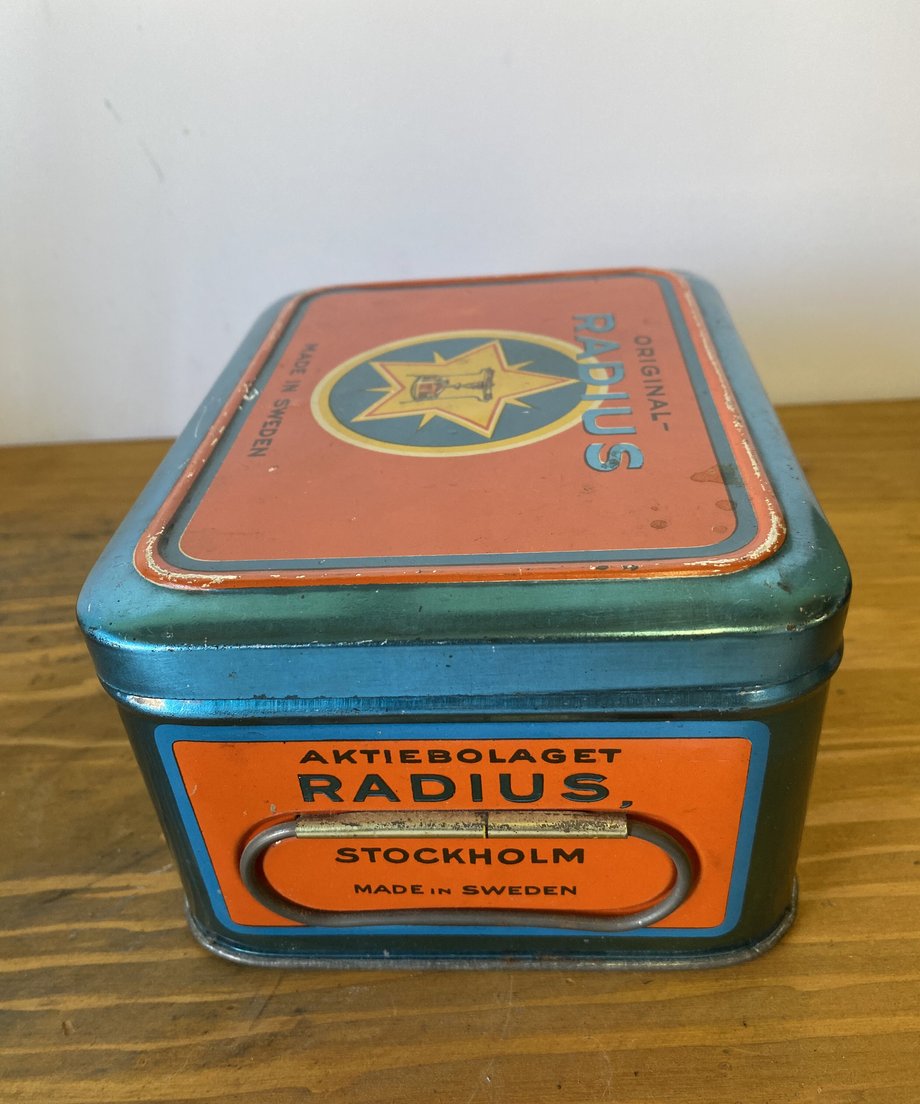 ORIGINAL-
RADIUS
MADE IN SWEDEN
AKTIEBOLAGET
RADIUS,
STOCKHOLM
MADE IN SWEDEN